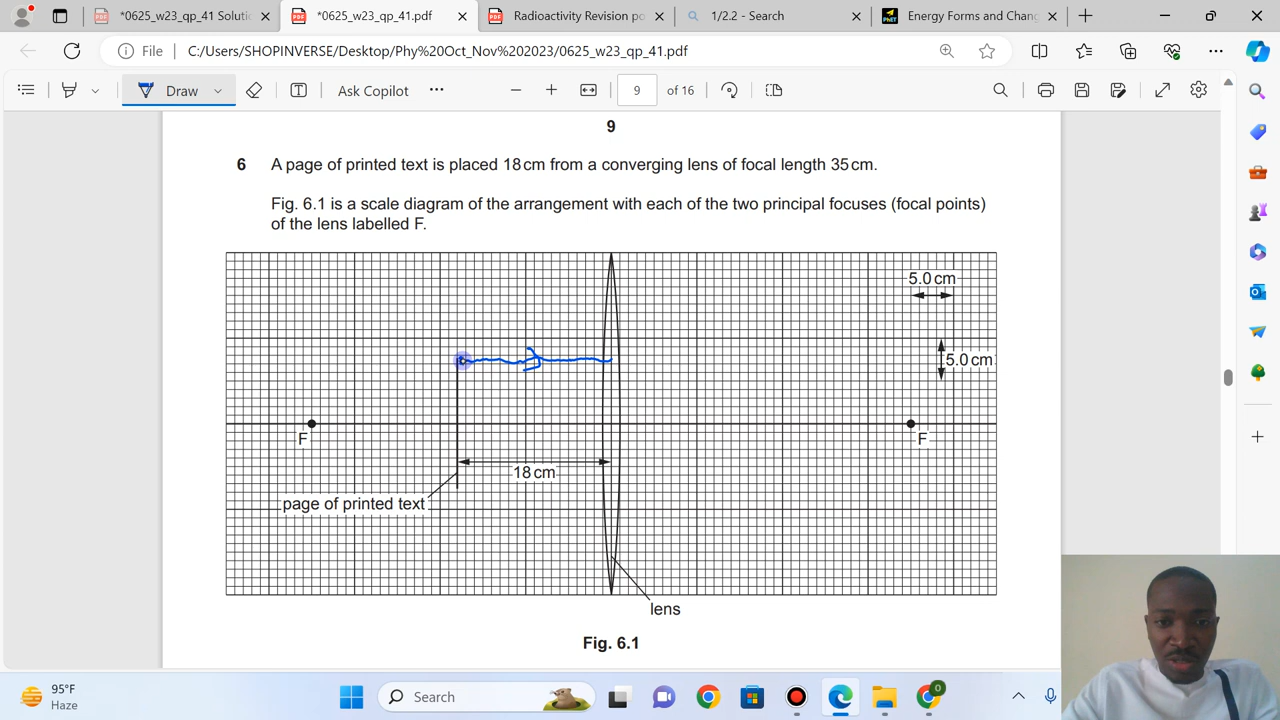 *0625_w23_qp_41 Soluti
*0625_w23_qp_41.pdf
Radioactivity Revision po
1/2.2 - Search
Energy Forms and Chang
File
C:/Users/SHOPINVERSE/Desktop/Phy%20Oct_Nov%202023/0625_w23_qp_41.pdf
Draw
Ask Copilot
9 of 16
9
6 A page of printed text is placed 18 cm from a converging lens of focal length 35 cm.
Fig. 6.1 is a scale diagram of the arrangement with each of the two principal focuses (focal points)
of the lens labelled F.
5.0 cm
5.0 cm
F
F
18 cm
page of printed text
lens
Fig. 6.1
95°F
Haze
Search
0